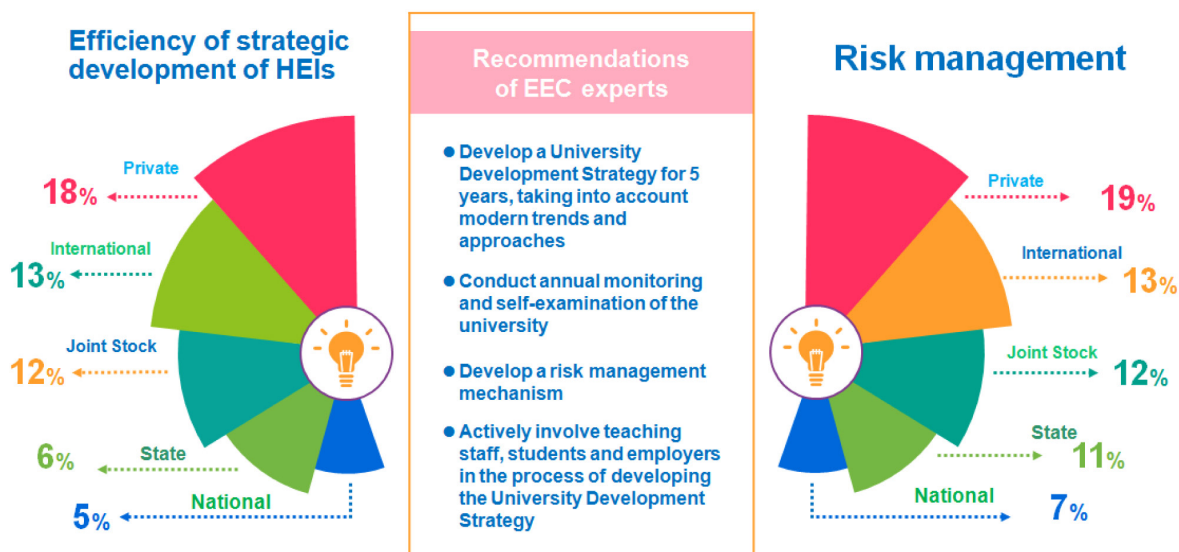 Efficiency of strategic
development of HEIs
Private
18%
International
13%
Joint Stock
12%
State
6%
National
5%
Recommendations
of EEC experts
● Develop a University
Development Strategy for 5
years, taking into account
modern trends and
approaches
● Conduct annual monitoring
and self-examination of the
university
● Develop a risk management
mechanism
● Actively involve teaching
staff, students and employers
in the process of developing
the University Development
Strategy
Risk management
Private
19%
International
13%
Joint Stock
12%
State
11%
National
7%